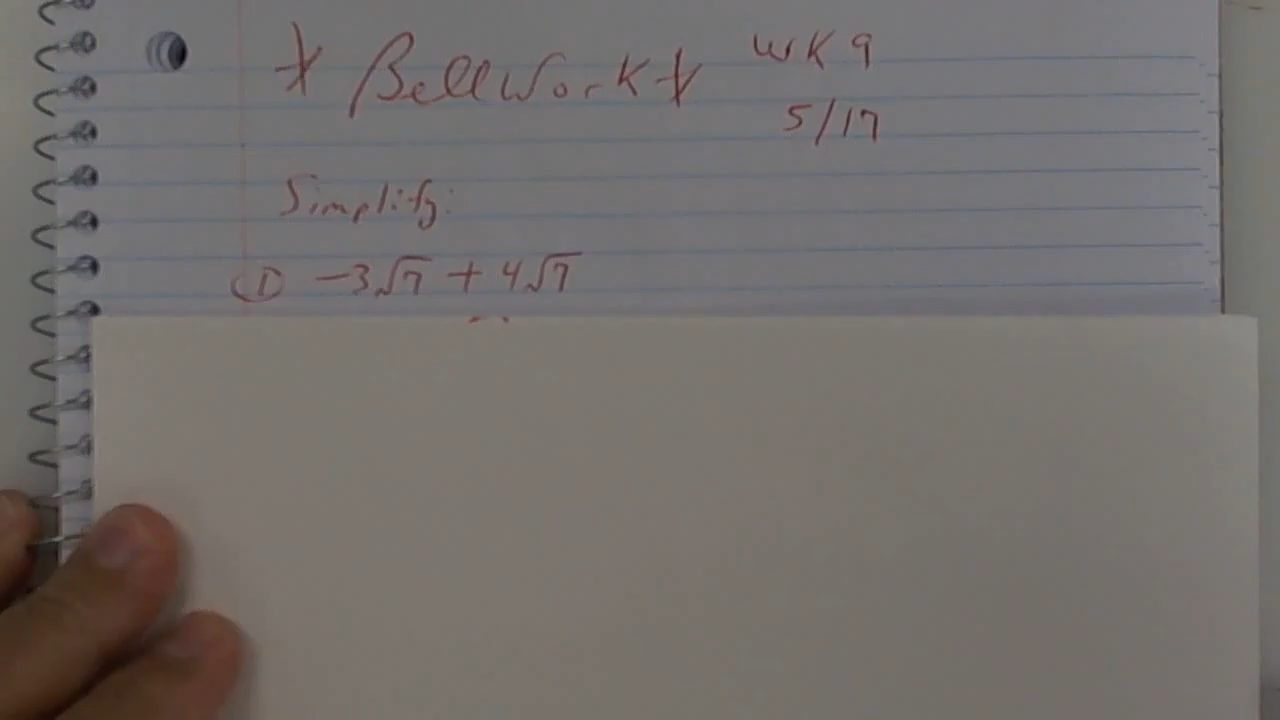 * Bellwork *
WK 9
5/17
Simplify:
① -3√7 + 4√7